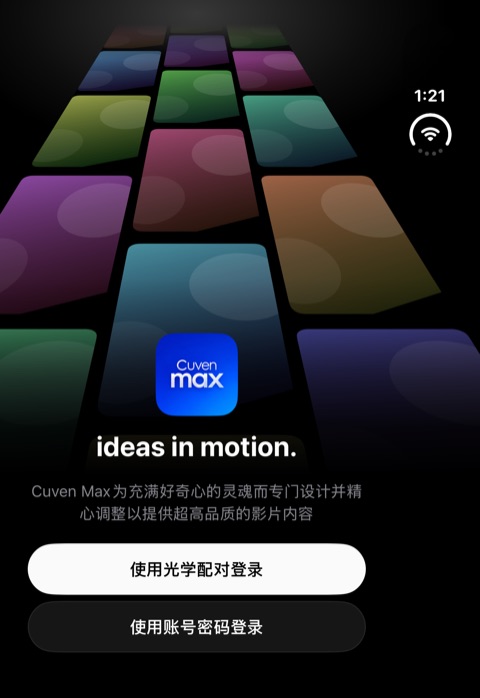 1:21
Cuven
max
ideas in motion.
Cuven Max为充满好奇心的灵魂而专门设计并精
心调整以提供超高品质的影片内容
使用光学配对登录
使用账号密码登录